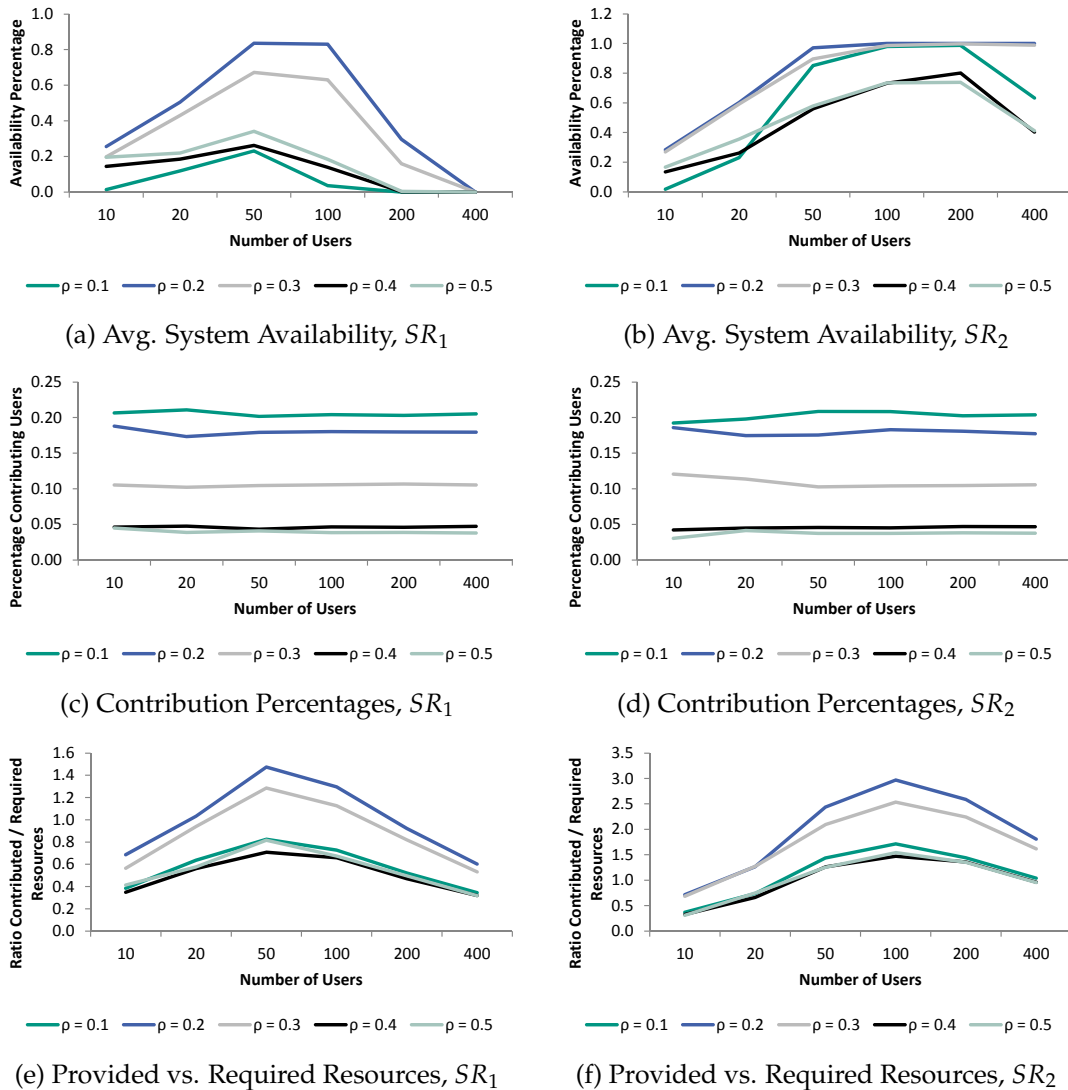 1.0
0.8
0.6
0.4
0.2
0.0
Availability Percentage
10 20 50 100 200 400
Number of Users
ρ = 0.1 ρ = 0.2 ρ = 0.3 ρ = 0.4 ρ = 0.5
(a) Avg. System Availability, SR1
1.2
1.0
0.8
0.6
0.4
0.2
0.0
Availability Percentage
10 20 50 100 200 400
Number of Users
ρ = 0.1 ρ = 0.2 ρ = 0.3 ρ = 0.4 ρ = 0.5
(b) Avg. System Availability, SR2
0.25
0.20
0.15
0.10
0.05
0.00
Percentage Contributing Users
10 20 50 100 200 400
Number of Users
ρ = 0.1 ρ = 0.2 ρ = 0.3 ρ = 0.4 ρ = 0.5
(c) Contribution Percentages, SR1
0.25
0.20
0.15
0.10
0.05
0.00
Percentage Contributing Users
10 20 50 100 200 400
Number of Users
ρ = 0.1 ρ = 0.2 ρ = 0.3 ρ = 0.4 ρ = 0.5
(d) Contribution Percentages, SR2
1.6
1.4
1.2
1.0
0.8
0.6
0.4
0.2
0.0
Ratio Contributed / Required
Resources
10 20 50 100 200 400
Number of Users
ρ = 0.1 ρ = 0.2 ρ = 0.3 ρ = 0.4 ρ = 0.5
(e) Provided vs. Required Resources, SR1
3.5
3.0
2.5
2.0
1.5
1.0
0.5
0.0
Ratio Contributed / Required
Resources
10 20 50 100 200 400
Number of Users
ρ = 0.1 ρ = 0.2 ρ = 0.3 ρ = 0.4 ρ = 0.5
(f) Provided vs. Required Resources, SR2